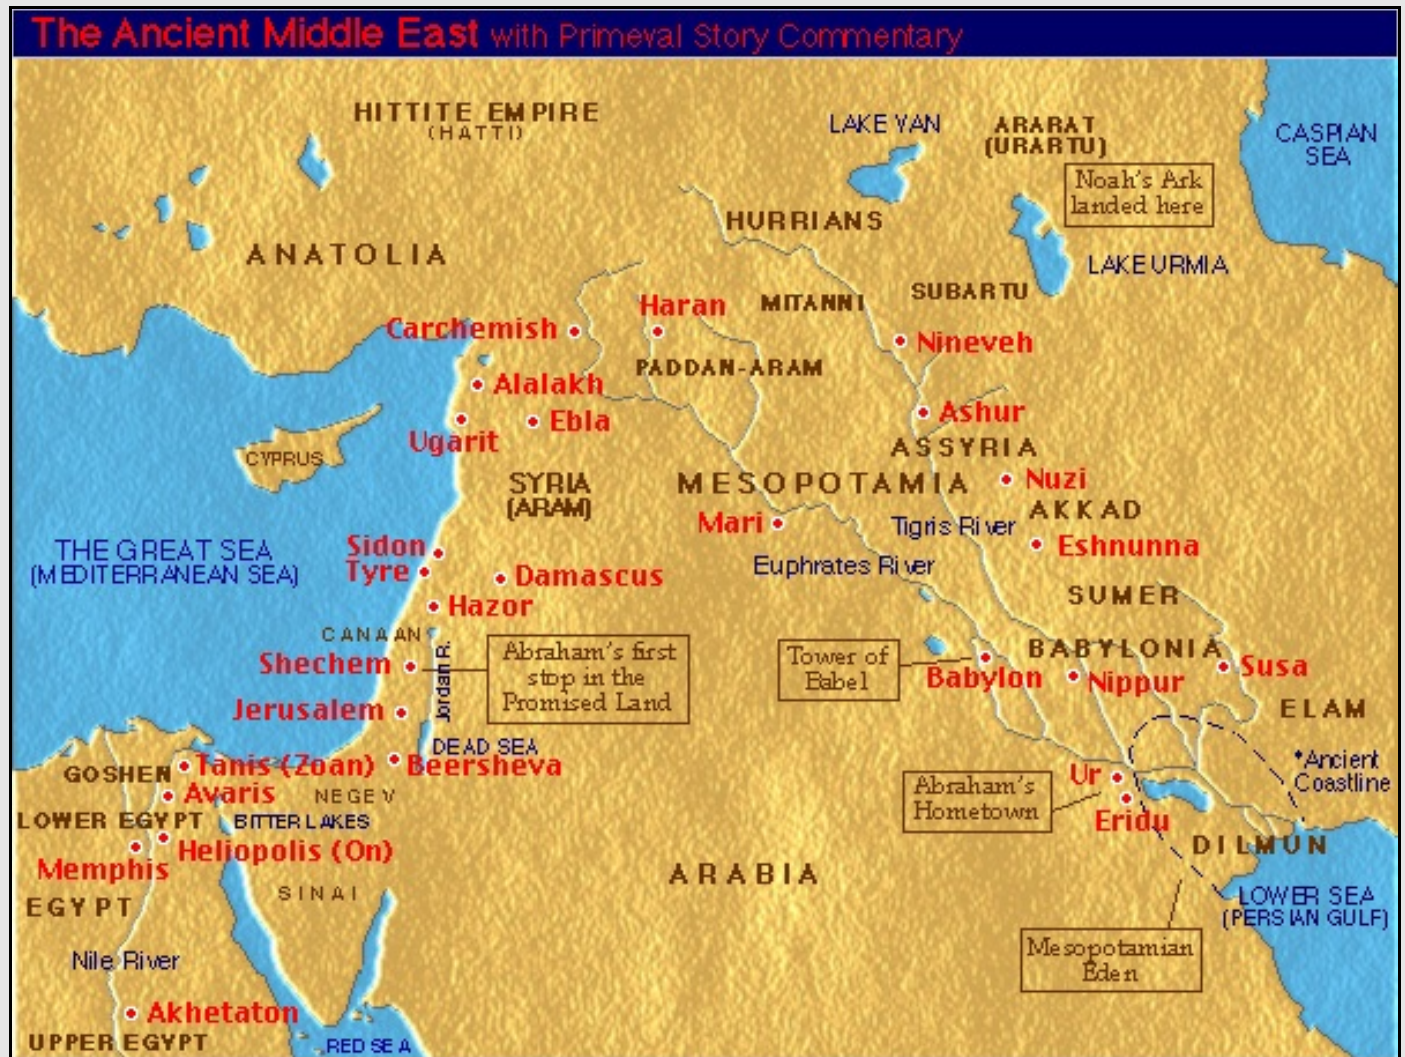 The Ancient Middle East with Primeval Story Commentary
HITTITE EMPIRE
(HATTI)
LAKE VAN
ARARAT
(URARTU)
CASPIAN
SEA
Noah's Ark
landed here
HURRIANS
ANATOLIA
LAKE URMIA
SUBARTU
MITANNI
Haran
Carchemish
Nineveh
PADDAN-ARAM
Alalakh
Ashur
Ebla
Ugarit
ASSYRIA
CYPRUS
SYRIA
(ARAM)
MESOPOTAMIA
Nuzi
AKKAD
Mari
Tigris River
Sidon
THE GREAT SEA
(MEDITERRANEAN SEA)
Eshnunna
Tyre
Damascus
Euphrates River
SUMER
Hazor
CANAAN
Jordan R.
Abraham's first
stop in the
Promised Land
Shechem
Tower of
Babel
BABYLONIA
Babylon
Nippur
Susa
ELAM
Jerusalem
DEAD SEA
Beersheva
GOSHEN
Tanis (Zoan)
Avaris
NEGEV
*Ancient
Coastline
Ur
Abraham's
Hometown
Eridu
LOWER EGYPT
BITTER LAKES
Heliopolis (On)
Memphis
DILMUN
ARABIA
SINAI
EGYPT
LOWER SEA
(PERSIAN GULF)
Mesopotamian
Eden
Nile River
Akhetaton
UPPER EGYPT
RED SEA